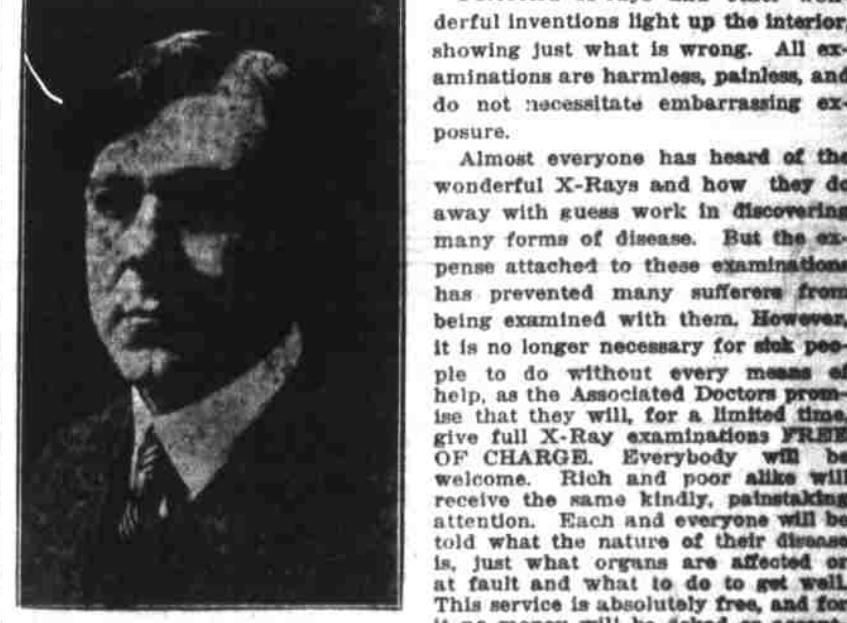 derful inventions light up the interior,
showing just what is wrong. All ex-
aminations are harmless, painless, and
do not necessitate embarrassing ex-
posure.
Almost everyone has heard of the
wonderful X-Rays and how they do
away with guess work in discovering
many forms of disease. But the ex-
pense attached to these examinations
has prevented many sufferers from
being examined with them. However,
it is no longer necessary for sick peo-
ple to do without every means of
help, as the Associated Doctors prom-
ise that they will, for a limited time,
give full X-Ray examinations FREE
OF CHARGE. Everybody will be
welcome. Rich and poor alike will
receive the same kindly, painstaking
attention. Each and everyone will be
told what the nature of their disease
is, just what organs are affected or
at fault and what to do to get well.
This service is absolutely free, and for